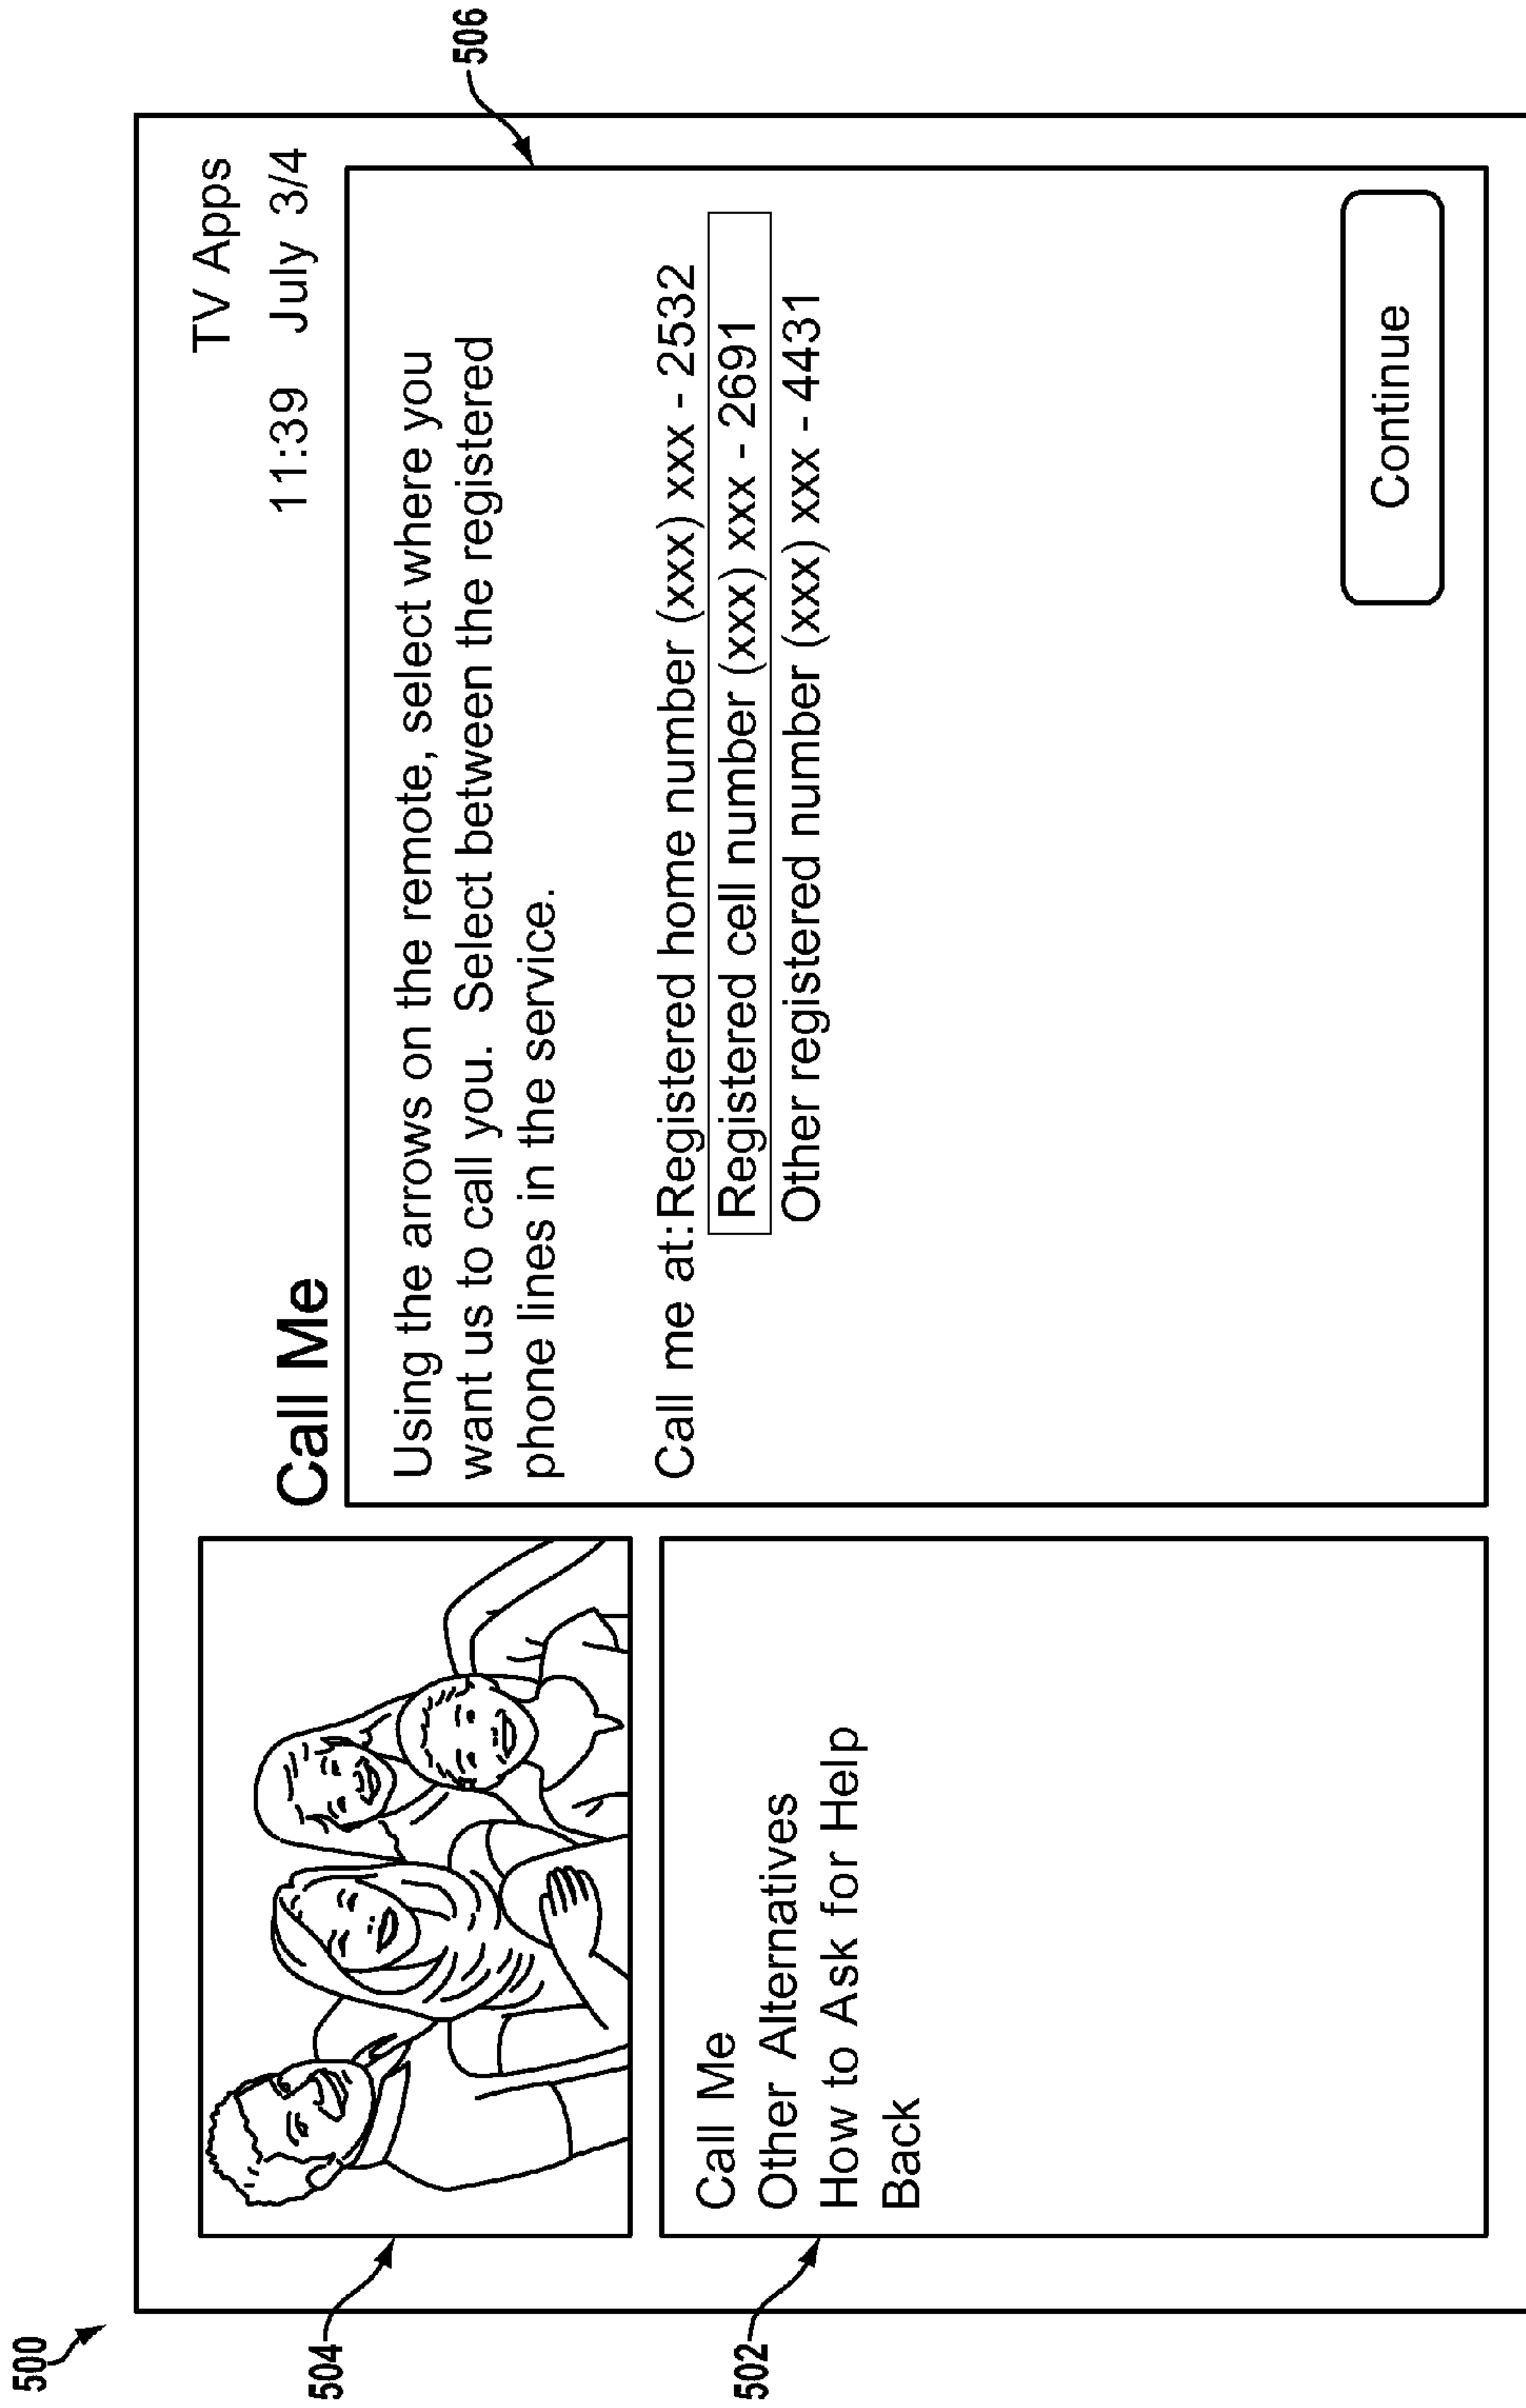 500
TV Apps
Call Me
11:39 July 3/4
504
506
Using the arrows on the remote, select where you
want us to call you. Select between the registered
phone lines in the service.
Call me at:Registered home number (xxx) xxx - 2532
Registered cell number (xxx) xxx - 2691
Other registered number (xxx) xxx - 4431
Continue
502
Call Me
Other Alternatives
How to Ask for Help
Back